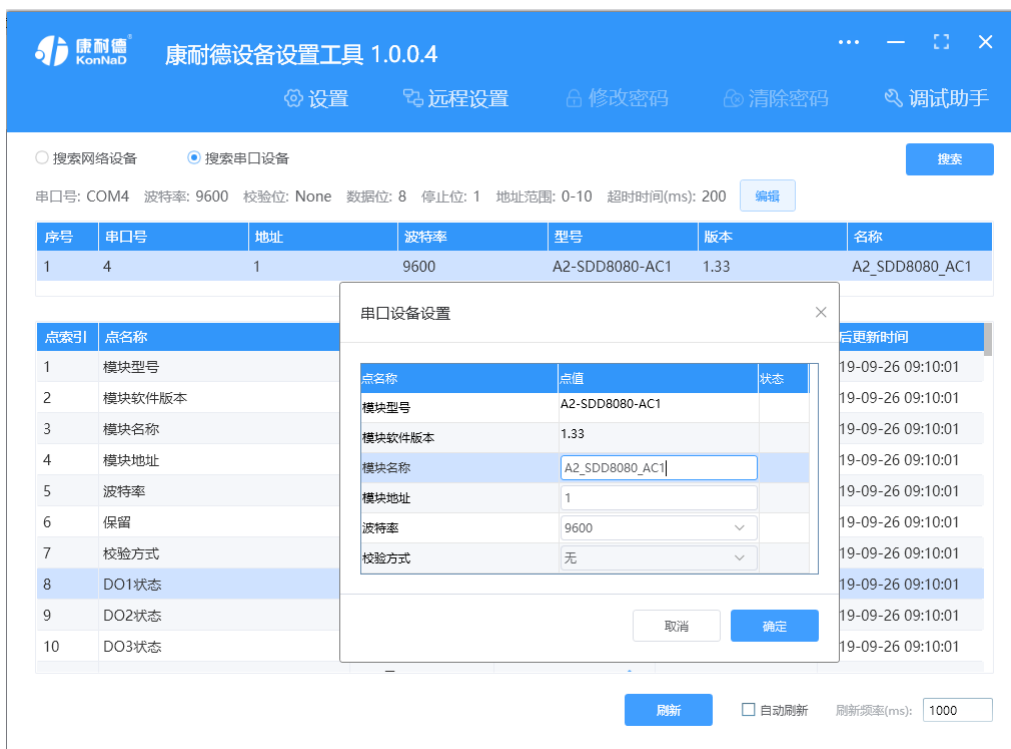 康耐德®
KonNaD
康耐德设备设置工具 1.0.0.4
设置 远程设置 修改密码 清除密码 调试助手
搜索网络设备 搜索串口设备 搜索
串口号: COM4 波特率: 9600 校验位: None 数据位: 8 停止位: 1 地址范围: 0-10 超时时间(ms): 200 编辑
序号 串口号 地址 波特率 型号 版本 名称
1 4 1 9600 A2-SDD8080-AC1 1.33 A2_SDD8080_AC1
点索引 点名称 后更新时间
1 模块型号 19-09-26 09:10:01
2 模块软件版本 19-09-26 09:10:01
3 模块名称 19-09-26 09:10:01
4 模块地址 19-09-26 09:10:01
5 波特率 19-09-26 09:10:01
6 保留 19-09-26 09:10:01
7 校验方式 19-09-26 09:10:01
8 DO1状态 19-09-26 09:10:01
9 DO2状态 19-09-26 09:10:01
10 DO3状态 19-09-26 09:10:01
串口设备设置
点名称 点值 状态
模块型号 A2-SDD8080-AC1
模块软件版本 1.33
模块名称 A2_SDD8080_AC1
模块地址 1
波特率 9600
校验方式 无
取消 确定
刷新 自动刷新 刷新频率(ms): 1000